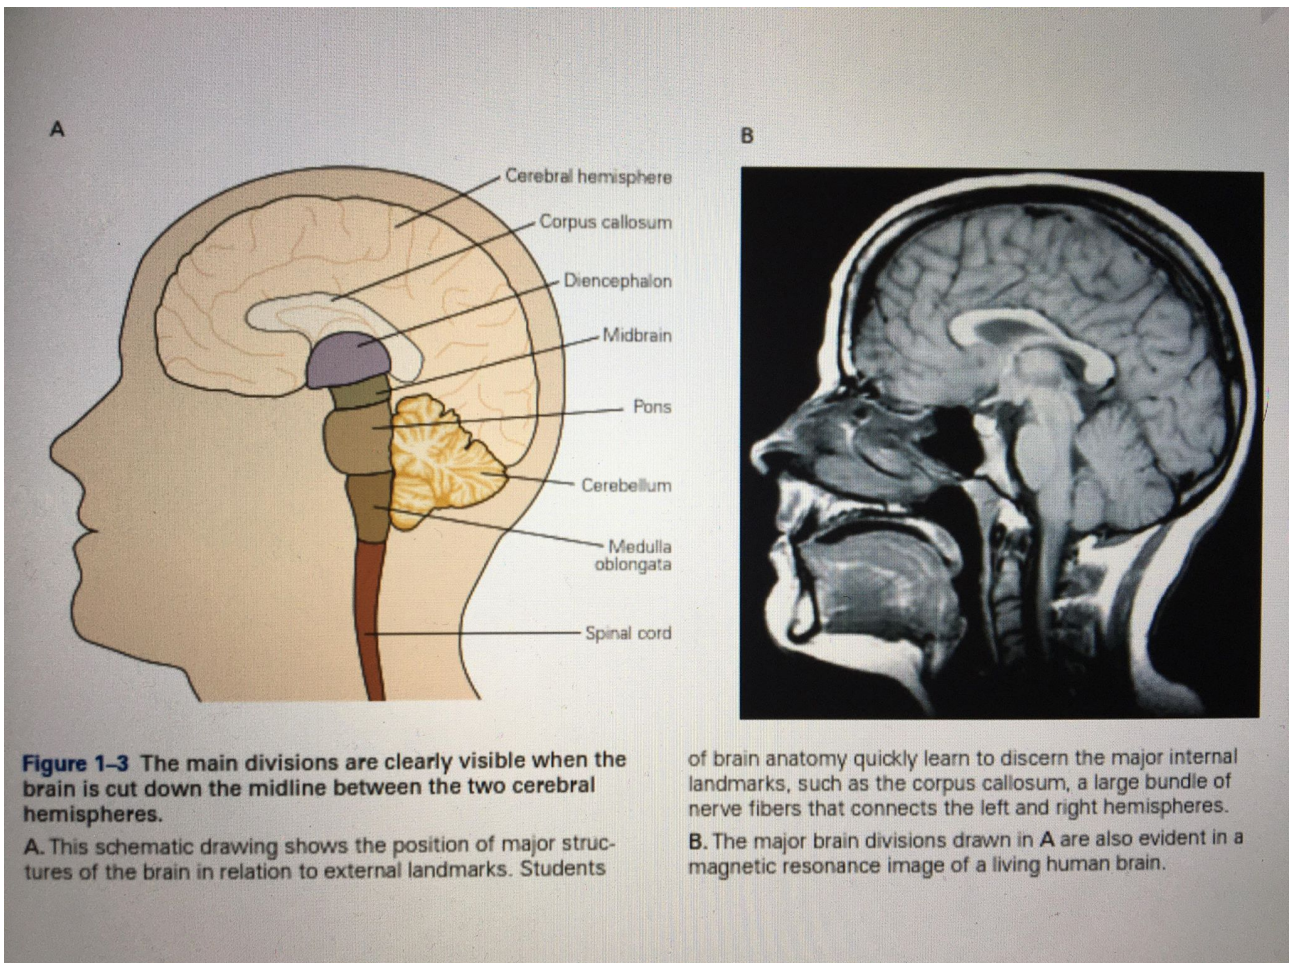 A
B
Cerebral hemisphere
Corpus callosum
Diencephalon
Midbrain
Pons
Cerebellum
Medulla
oblongata
Spinal cord
Figure 1–3 The main divisions are clearly visible when the
brain is cut down the midline between the two cerebral
hemispheres.
A. This schematic drawing shows the position of major struc-
tures of the brain in relation to external landmarks. Students
of brain anatomy quickly learn to discern the major internal
landmarks, such as the corpus callosum, a large bundle of
nerve fibers that connects the left and right hemispheres.
B. The major brain divisions drawn in A are also evident in a
magnetic resonance image of a living human brain.